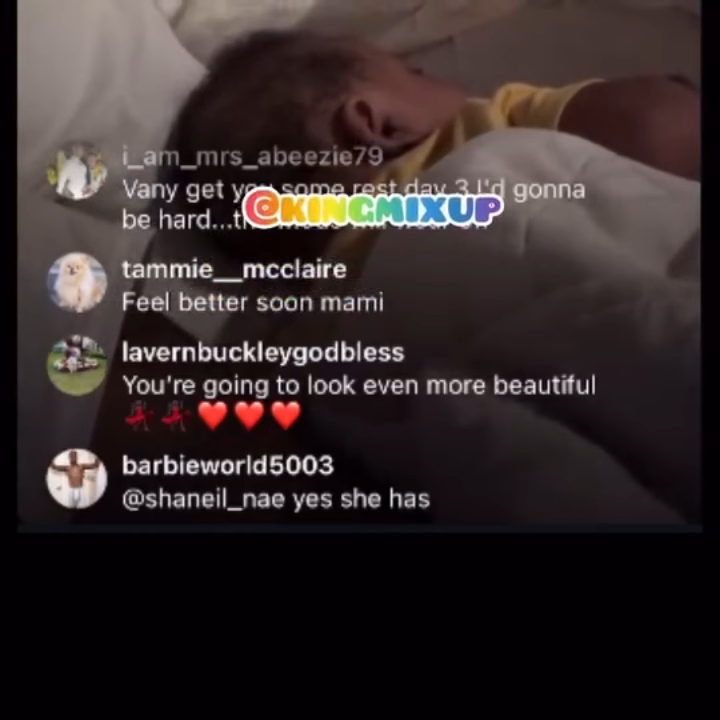 i_am_mrs_abeezie79
Vany get you some rest day 3 I'd gonna
be hard...
@KINGMIXUP
tammie__mcclaire
Feel better soon mami
lavernbuckleygodbless
You're going to look even more beautiful
💃💃❤️❤️❤️
barbieworld5003
@shaneil_nae yes she has